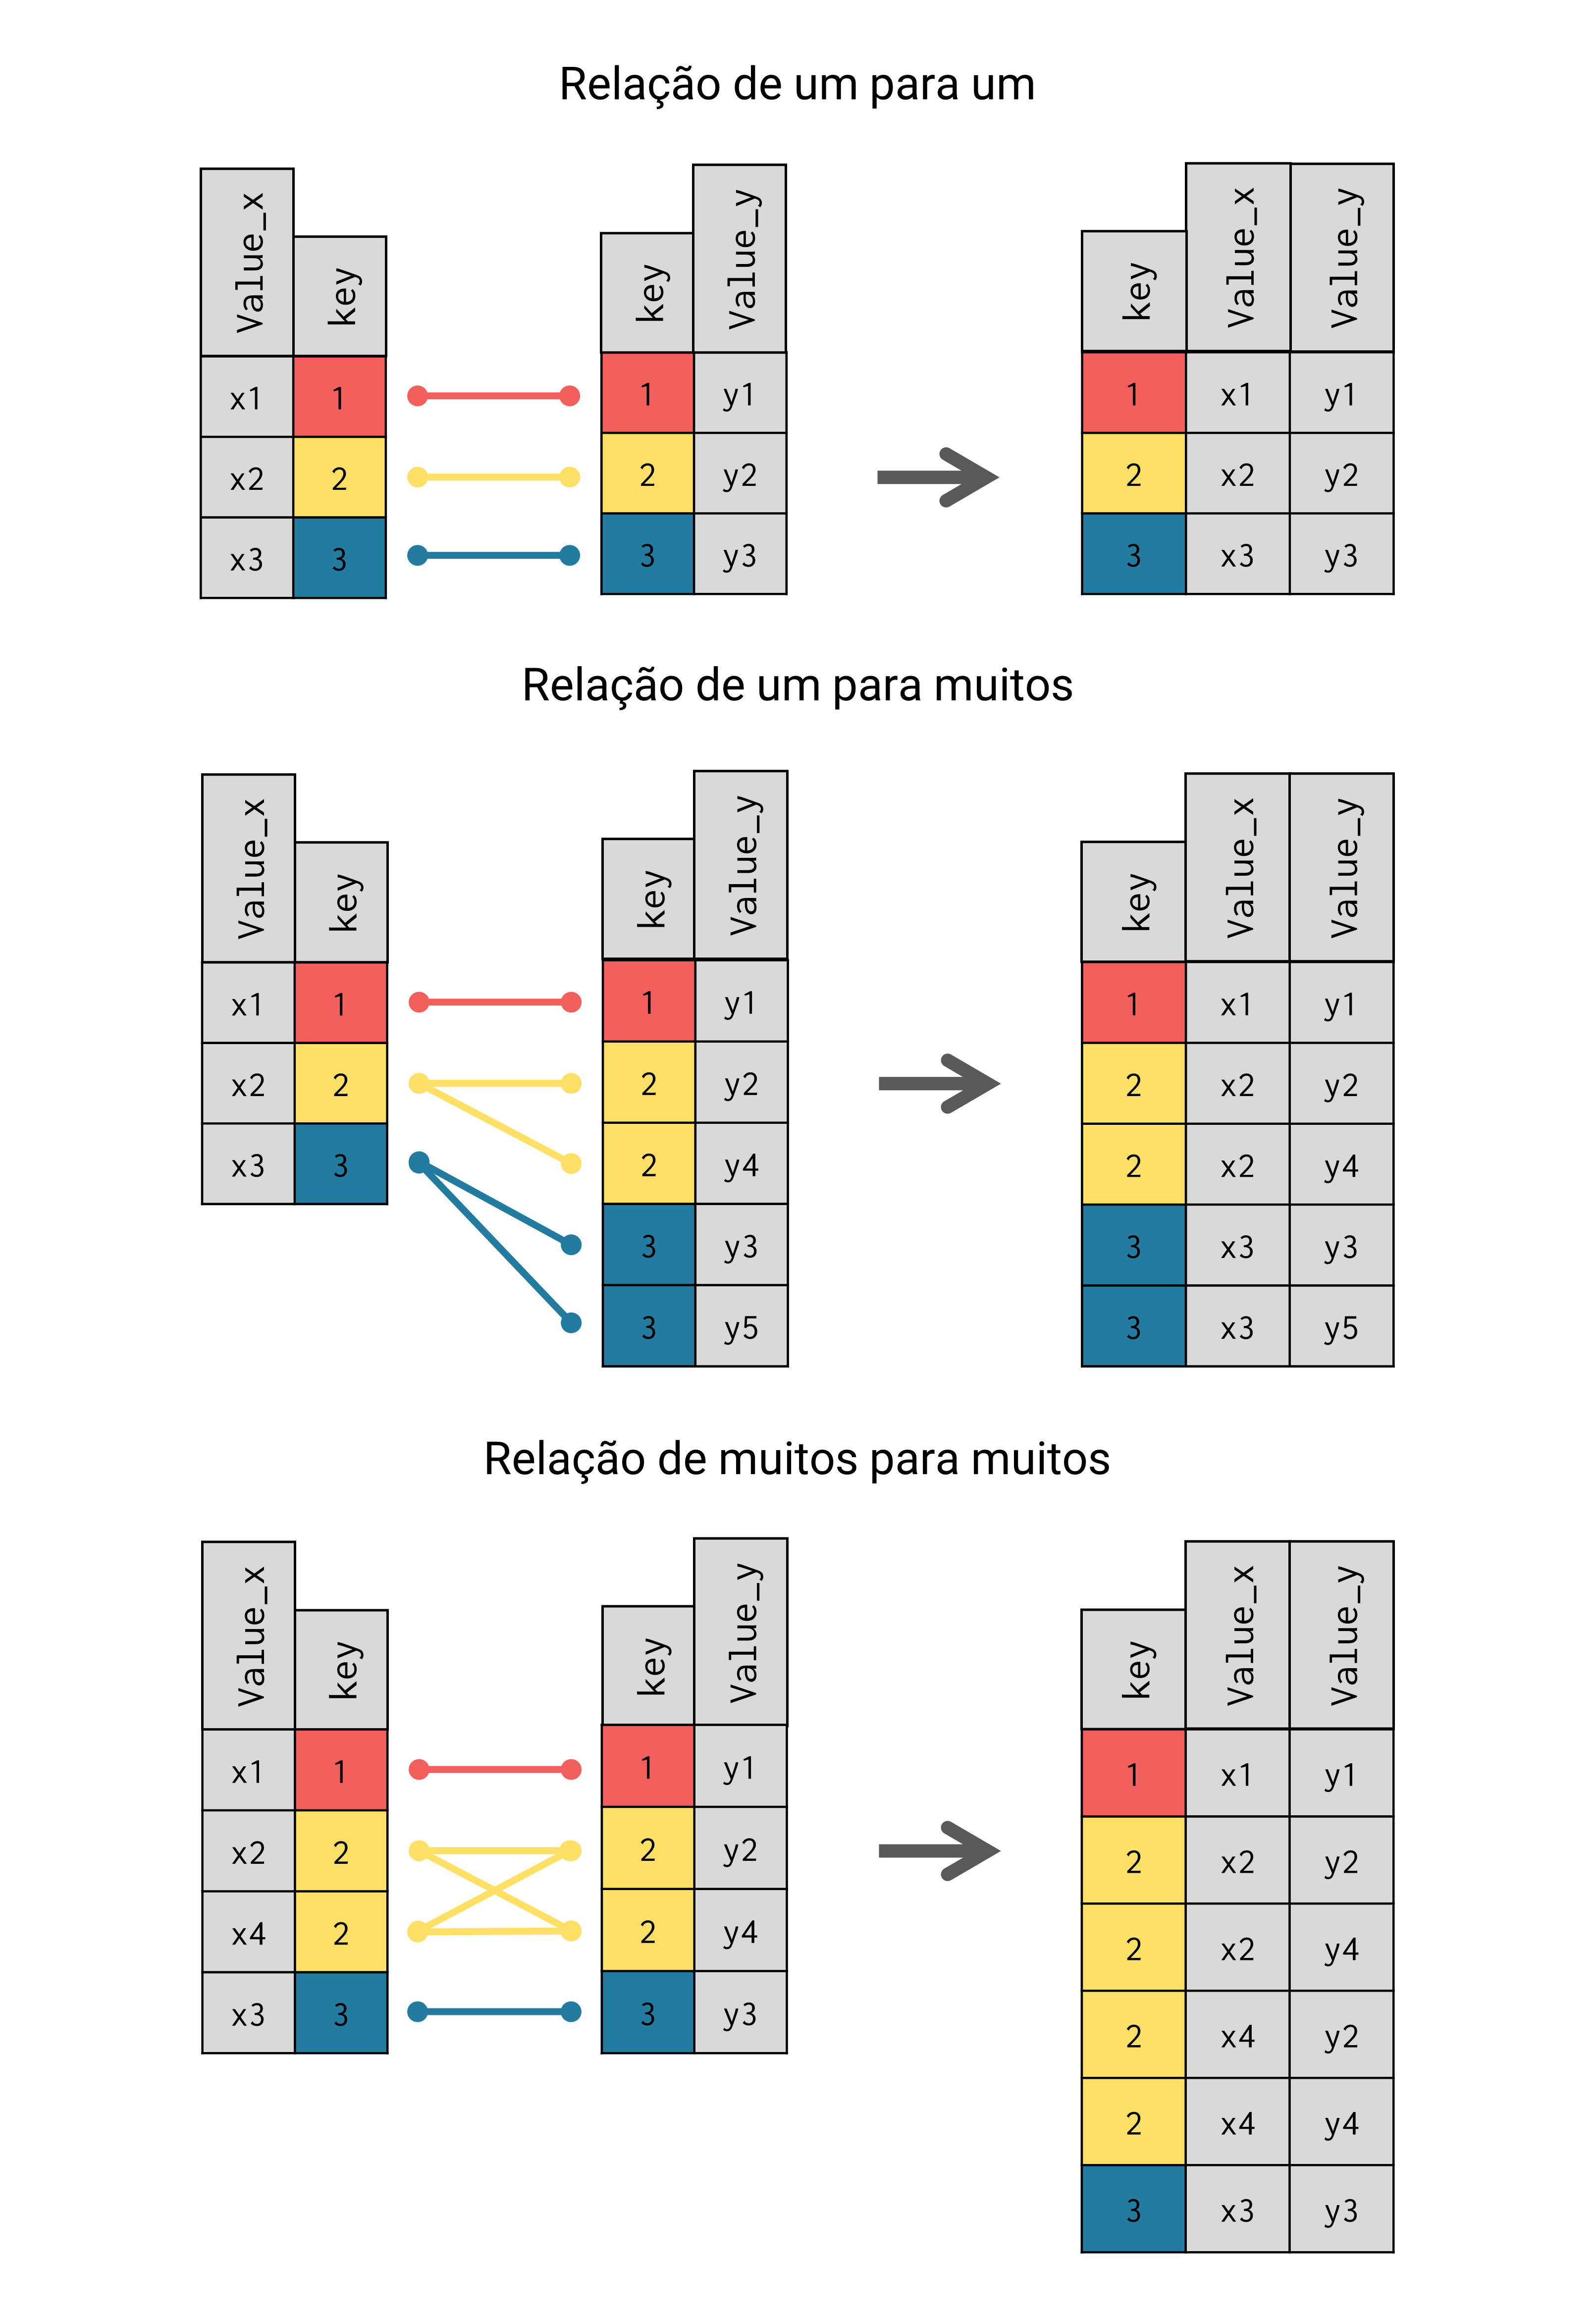 Relação de um para um
Value_x key key Value_y key Value_x Value_y
x1 1 1 y1 1 x1 y1
x2 2 2 y2 2 x2 y2
x3 3 3 y3 3 x3 y3
Relação de um para muitos
Value_x key key Value_y key Value_x Value_y
x1 1 1 y1 1 x1 y1
x2 2 2 y2 2 x2 y2
x3 3 2 y4 2 x2 y4
3 y3 3 x3 y3
3 y5 3 x3 y5
Relação de muitos para muitos
Value_x key key Value_y key Value_x Value_y
x1 1 1 y1 1 x1 y1
x2 2 2 y2 2 x2 y2
x4 2 2 y4 2 x2 y4
x3 3 3 y3 2 x4 y2
2 x4 y4
3 x3 y3